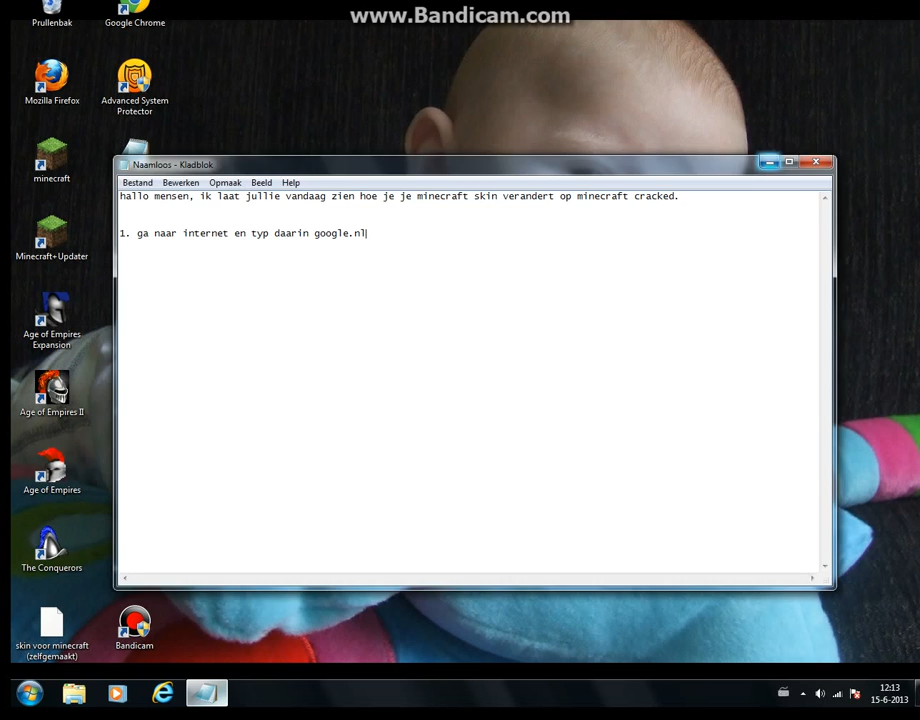 www.Bandicam.com
Prullenbak
Google Chrome
Mozilla Firefox
Advanced System
Protector
minecraft
Minecraft+Updater
Age of Empires
Expansion
Age of Empires II
Age of Empires
The Conquerors
skin voor minecraft
(zelfgemaakt)
Bandicam
Naamloos - Kladblok
Bestand Bewerken Opmaak Beeld Help
hallo mensen, ik laat jullie vandaag zien hoe je je minecraft skin verandert op minecraft cracked.
1. ga naar internet en typ daarin google.nl
12:13
15-6-2013